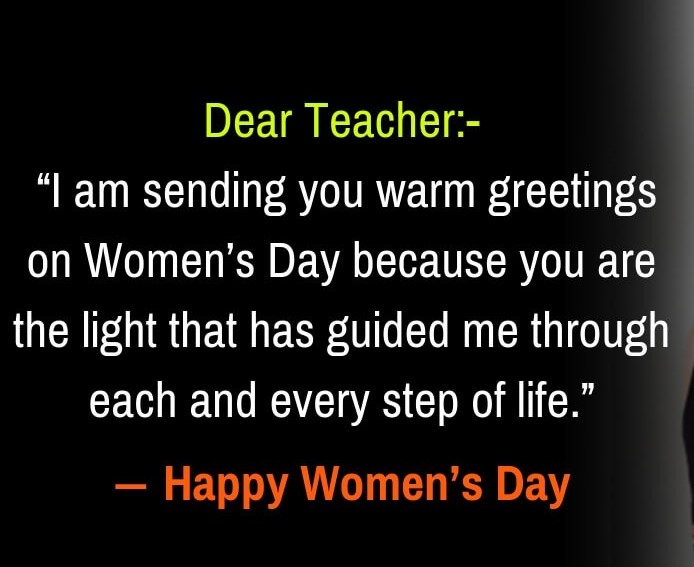 Dear Teacher:-
“I am sending you warm greetings
on Women’s Day because you are
the light that has guided me through
each and every step of life.”
— Happy Women’s Day